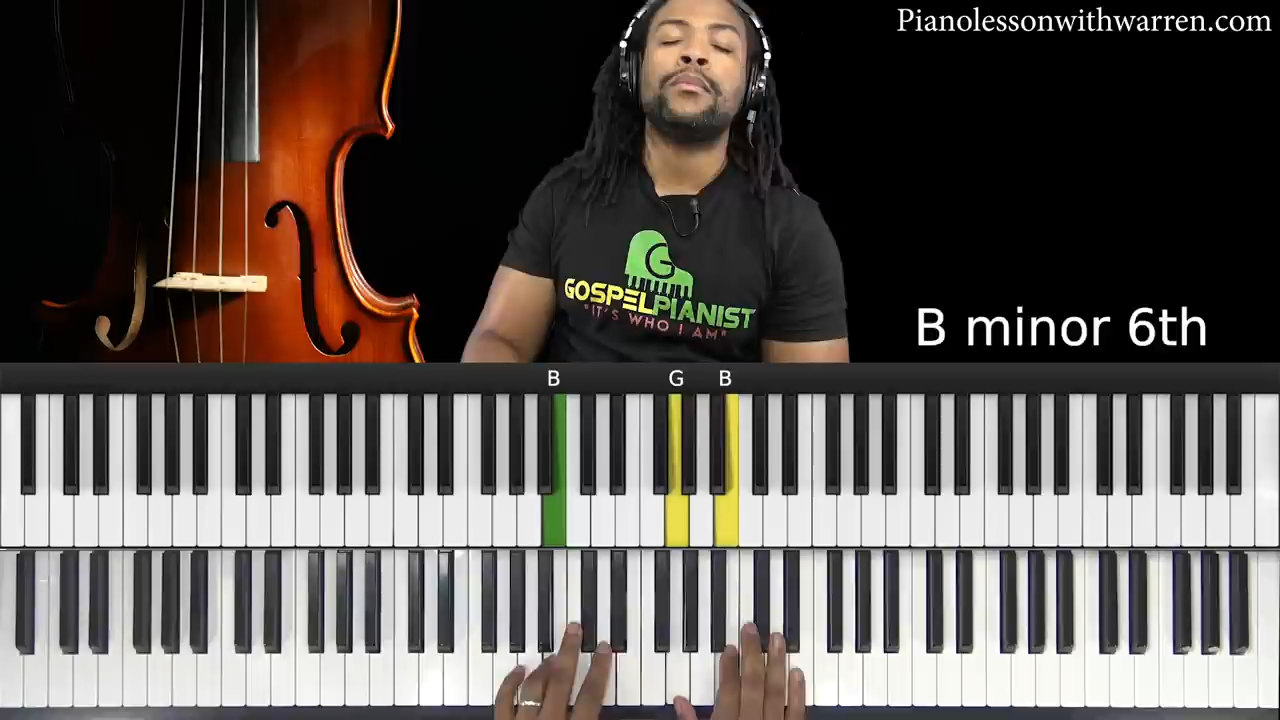 Pianolessonwithwarren.com
G
GOSPELPIANIST
"IT'S WHO I AM"
B minor 6th
B G B